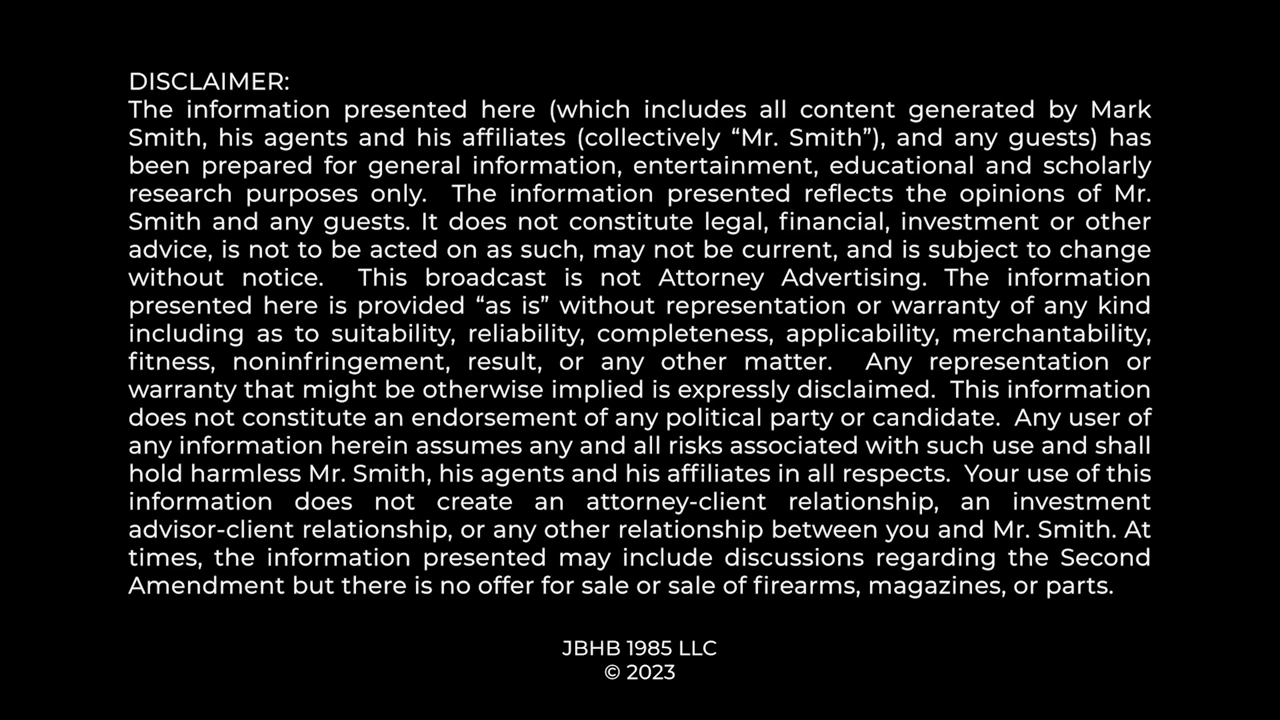 DISCLAIMER:
The information presented here (which includes all content generated by Mark
Smith, his agents and his affiliates (collectively “Mr. Smith”), and any guests) has
been prepared for general information, entertainment, educational and scholarly
research purposes only.  The information presented reflects the opinions of Mr.
Smith and any guests. It does not constitute legal, financial, investment or other
advice, is not to be acted on as such, may not be current, and is subject to change
without notice.  This broadcast is not Attorney Advertising. The information
presented here is provided “as is” without representation or warranty of any kind
including as to suitability, reliability, completeness, applicability, merchantability,
fitness, noninfringement, result, or any other matter.  Any representation or
warranty that might be otherwise implied is expressly disclaimed.  This information
does not constitute an endorsement of any political party or candidate.  Any user of
any information herein assumes any and all risks associated with such use and shall
hold harmless Mr. Smith, his agents and his affiliates in all respects.  Your use of this
information does not create an attorney-client relationship, an investment
advisor-client relationship, or any other relationship between you and Mr. Smith. At
times, the information presented may include discussions regarding the Second
Amendment but there is no offer for sale or sale of firearms, magazines, or parts.
JBHB 1985 LLC
© 2023